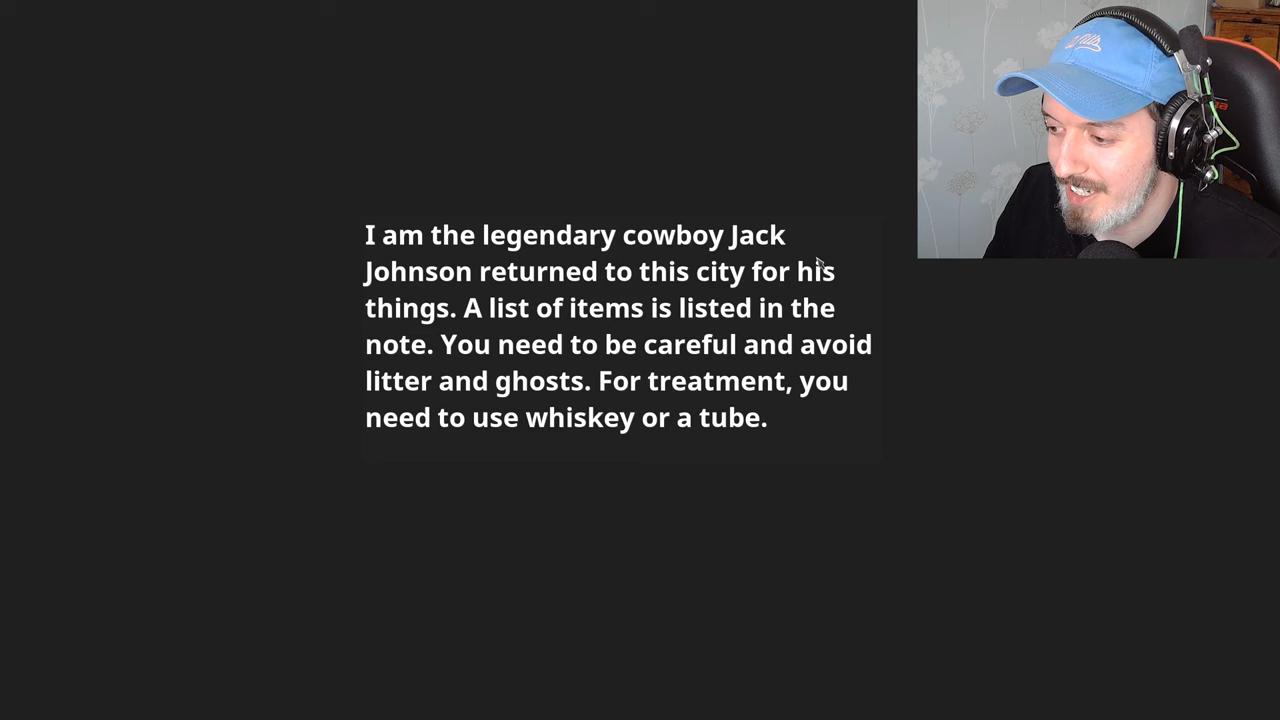 I am the legendary cowboy Jack
Johnson returned to this city for his
things. A list of items is listed in the
note. You need to be careful and avoid
litter and ghosts. For treatment, you
need to use whiskey or a tube.